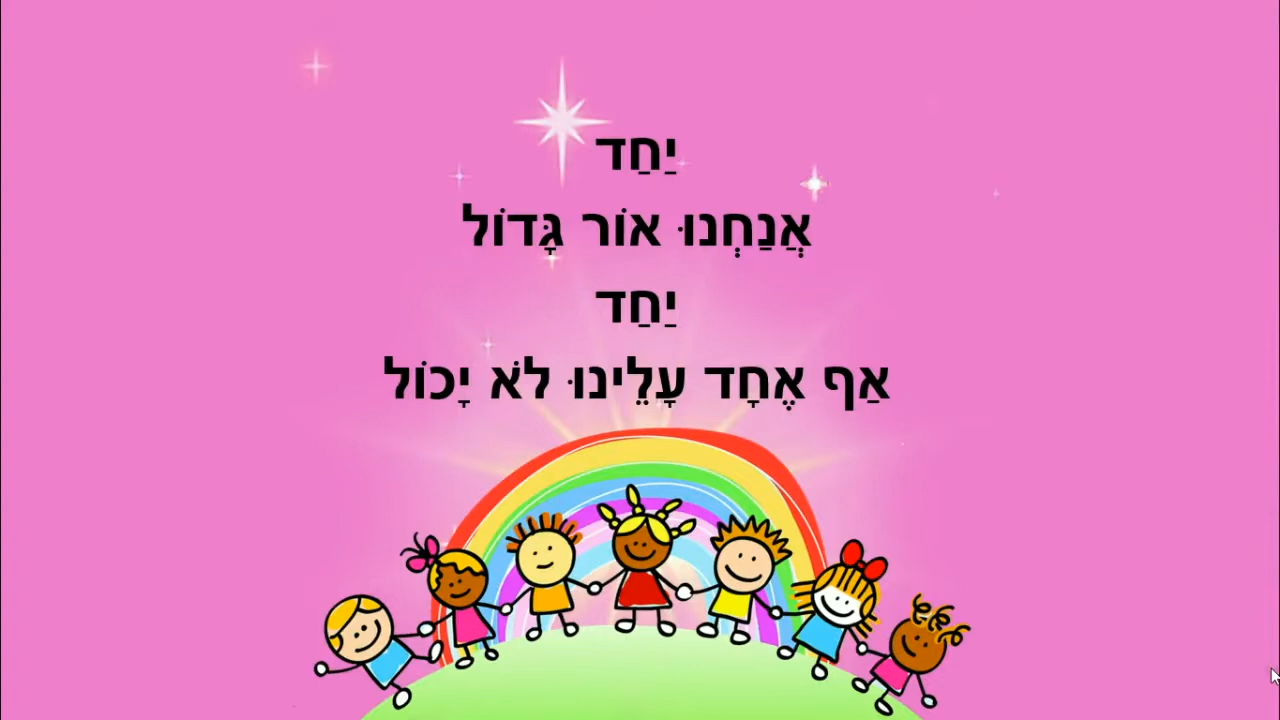 יַחַד
אֲנַחְנוּ אוֹר גָּדוֹל
יַחַד
אַף אֶחָד עָלֵינוּ לֹא יָכוֹל